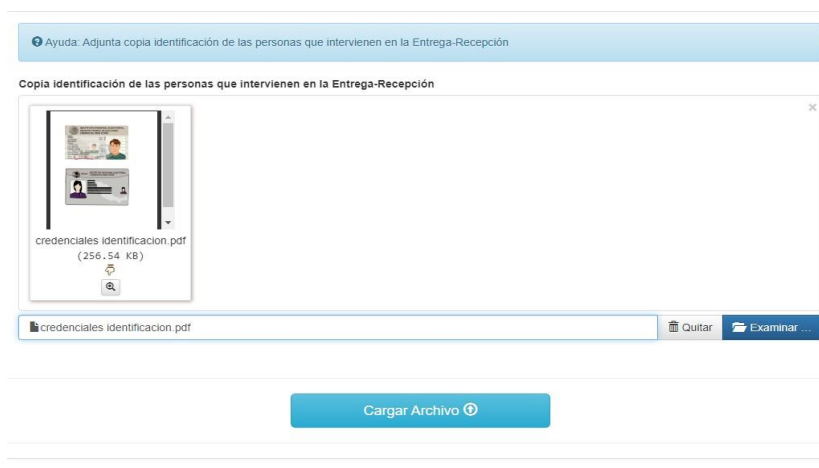 Ayuda: Adjunta copia identificación de las personas que intervienen en la Entrega-Recepción
Copia identificación de las personas que intervienen en la Entrega-Recepción
×
credenciales identificacion.pdf
(256.54 KB)
credenciales identificacion.pdf
Quitar
Examinar ...
Cargar Archivo